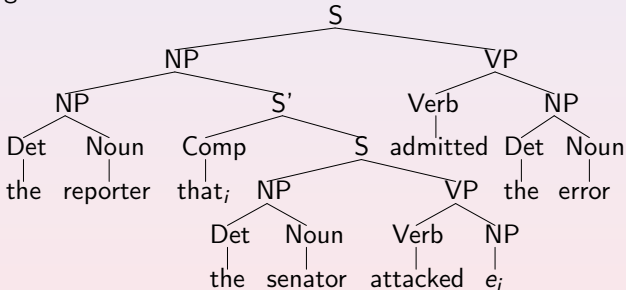 S
NP VP
NP S' Verb NP
Det Noun Comp S admitted Det Noun
the reporter that_i NP VP the error
Det Noun Verb NP
the senator attacked e_i